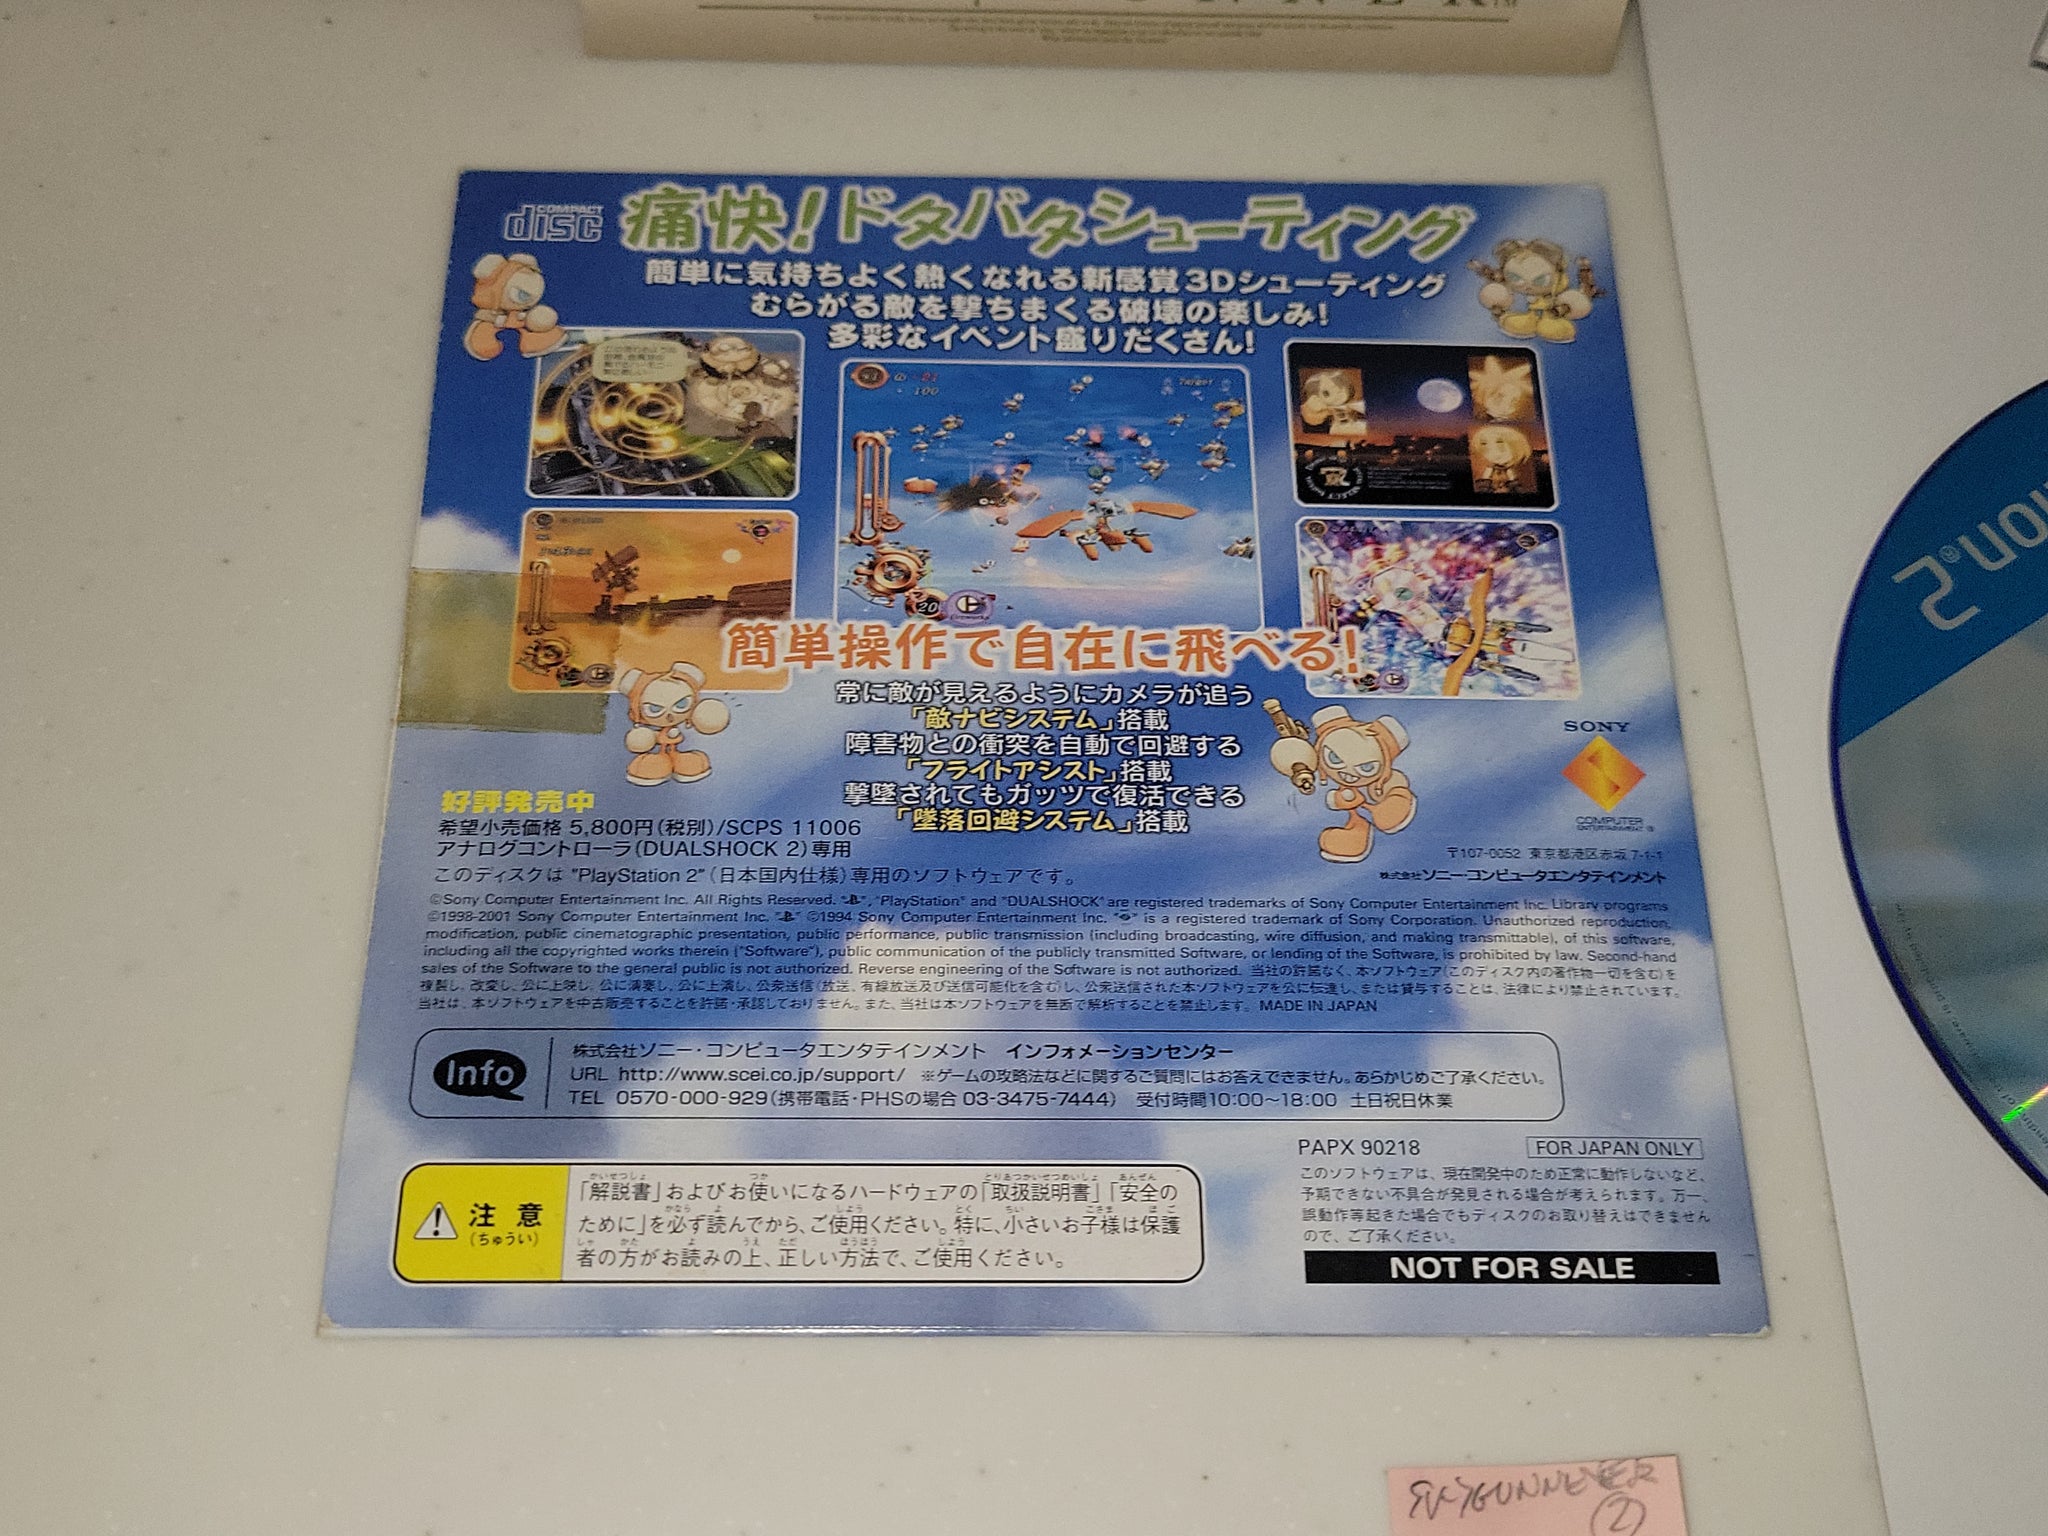 COMPACT
disc
痛快!ドタバタシューティング
簡単に気持ちよく熱くなれる新感覚3Dシューティング
むらがる敵を撃ちまくる破壊の楽しみ!
多彩なイベント盛りだくさん!
100
Target
20
Fireworks
簡単操作で自在に飛べる!
常に敵が見えるようにカメラが追う
「敵ナビシステム」搭載
障害物との衝突を自動で回避する
「フライトアシスト」搭載
撃墜されてもガッツで復活できる
「墜落回避システム」搭載
SONY
COMPUTER
ENTERTAINMENT
好評発売中
希望小売価格 5,800円(税別)/SCPS 11006
アナログコントローラ(DUALSHOCK 2)専用
このディスクは "PlayStation 2" (日本国内仕様)専用のソフトウェアです。
〒107-0052 東京都港区赤坂 7-1-1
株式会社ソニー・コンピュータエンタテインメント
©Sony Computer Entertainment Inc. All Rights Reserved. " ", "PlayStation" and "DUALSHOCK" are registered trademarks of Sony Computer Entertainment Inc. Library programs
©1998-2001 Sony Computer Entertainment Inc. " " ©1994 Sony Computer Entertainment Inc. " " is a registered trademark of Sony Corporation. Unauthorized reproduction,
modification, public cinematographic presentation, public performance, public transmission (including broadcasting, wire diffusion, and making transmittable), of this software,
including all the copyrighted works therein ("Software"), public communication of the publicly transmitted Software, or lending of the Software, is prohibited by law. Second-hand
sales of the Software to the general public is not authorized. Reverse engineering of the Software is not authorized. 当社の許諾なく、本ソフトウェア(このディスク内の著作物一切を含む)を
複製し、改変し、公に上映し、公に演奏し、公に上演し、公衆送信(放送、有線放送及び送信可能化を含む)し、公衆送信された本ソフトウェアを公に伝達し、または貸与することは、法律により禁止されています。
当社は、本ソフトウェアを中古販売することを許諾・承認しておりません。また、当社は本ソフトウェアを無断で解析することを禁止します。 MADE IN JAPAN
Info
株式会社ソニー・コンピュータエンタテインメント インフォメーションセンター
URL http://www.scei.co.jp/support/ ※ゲームの攻略法などに関するご質問にはお答えできません。あらかじめご了承ください。
TEL 0570-000-929(携帯電話・PHSの場合 03-3475-7444) 受付時間10:00~18:00 土日祝日休業
PAPX 90218
FOR JAPAN ONLY
このソフトウェアは、現在開発中のため正常に動作しないなど、
予期できない不具合が発見される場合が考えられます。万一、
誤動作等起きた場合でもディスクのお取り替えはできません
ので、ご了承ください。
NOT FOR SALE
注意
(ちゅうい)
「解説書」およびお使いになるハードウェアの「取扱説明書」「安全の
ために」を必ず読んでから、ご使用ください。特に、小さいお子様は保護
者の方がお読みの上、正しい方法で、ご使用ください。
SKYGUNNER
②